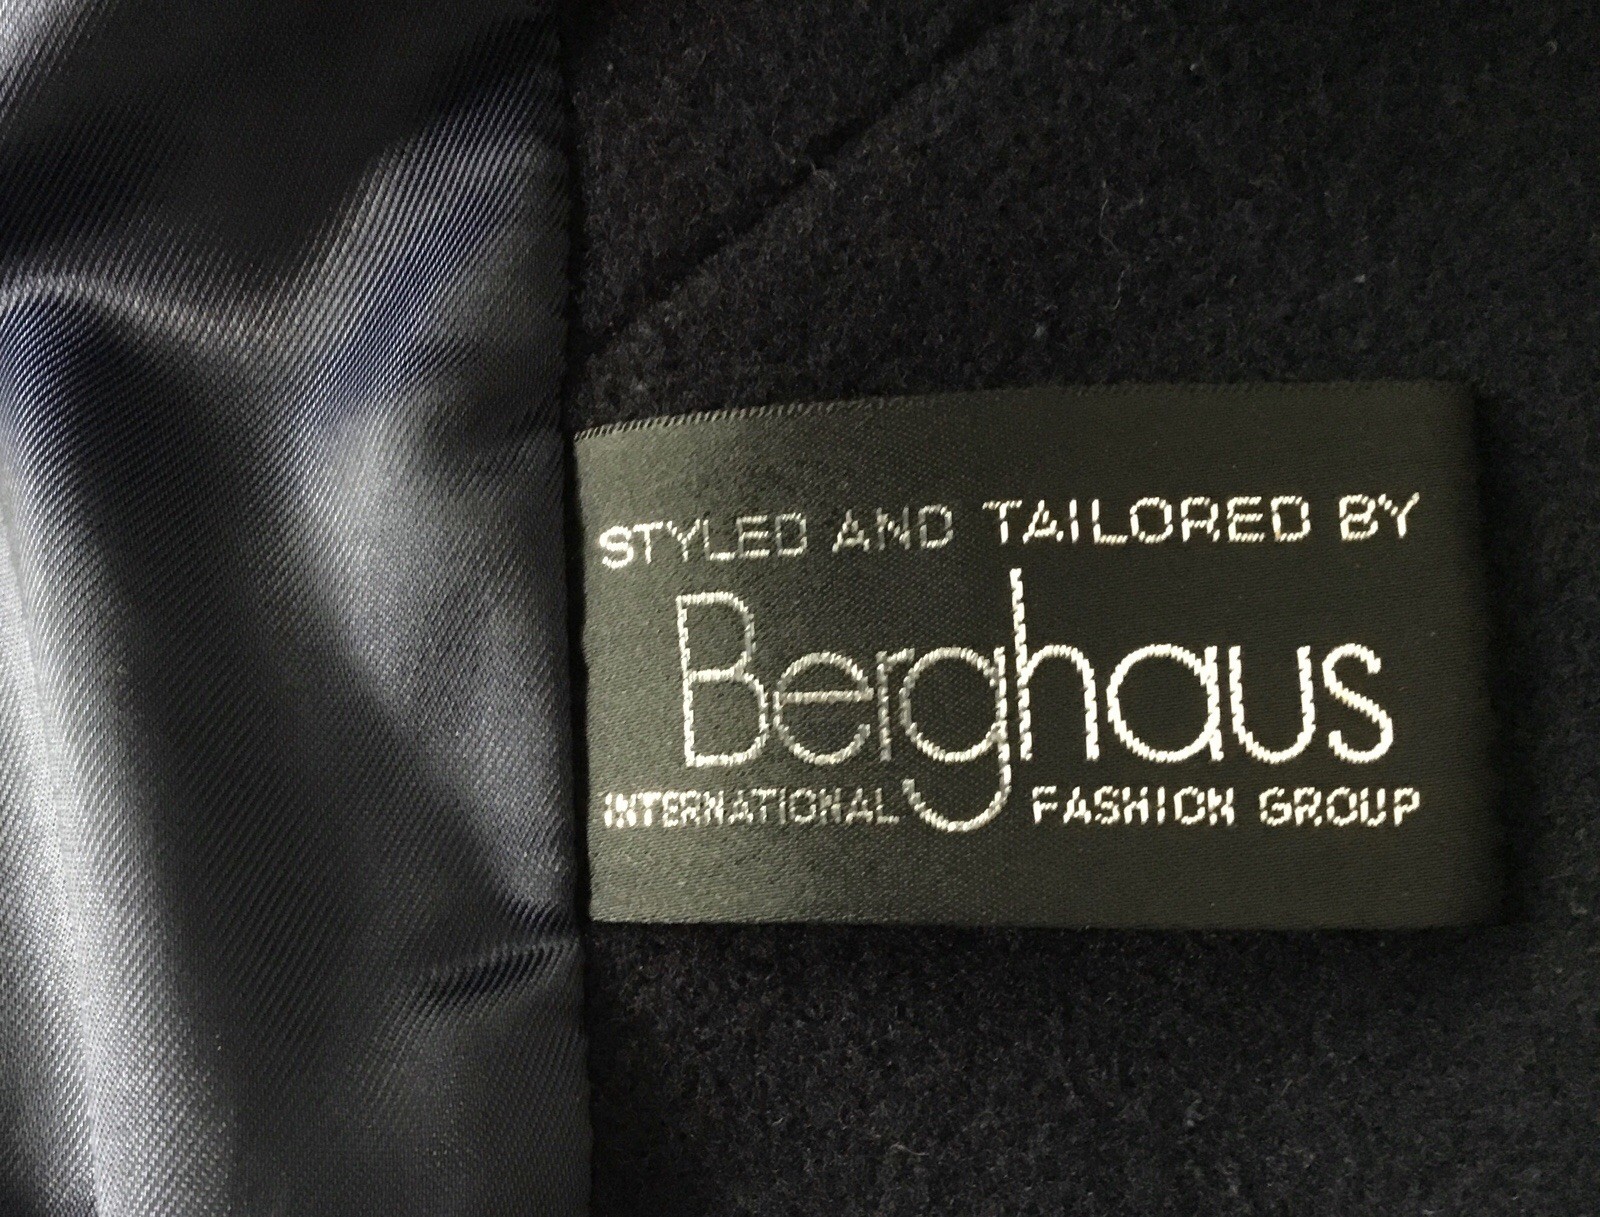 STYLED AND TAILORED BY
Berghaus
INTERNATIONAL FASHION GROUP